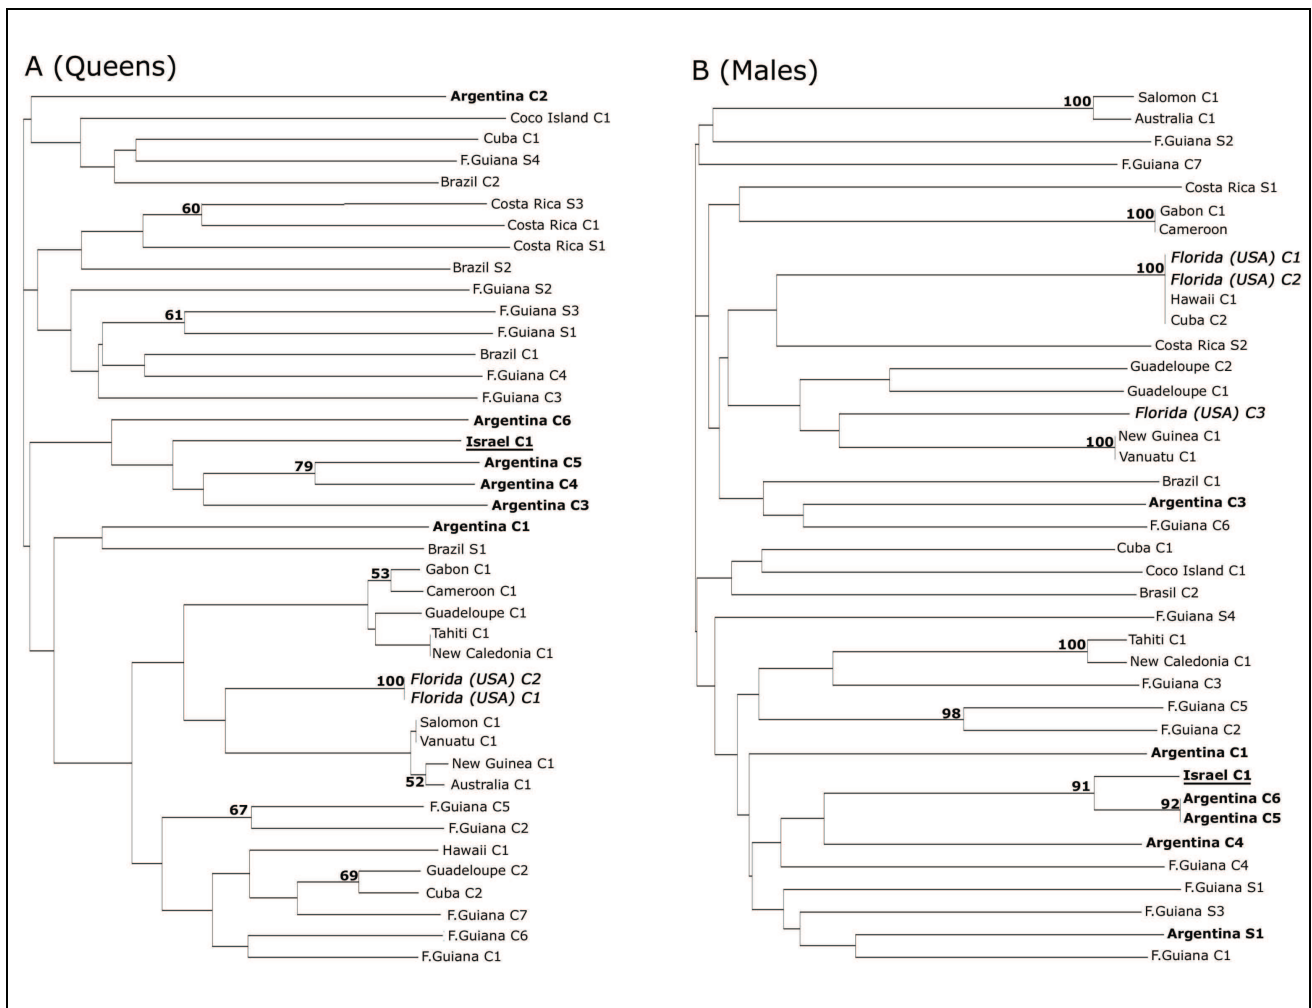 A (Queens)
Argentina C2
Coco Island C1
Cuba C1
F.Guiana S4
Brazil C2
60
Costa Rica S3
Costa Rica C1
Costa Rica S1
Brazil S2
F.Guiana S2
61
F.Guiana S3
F.Guiana S1
Brazil C1
F.Guiana C4
F.Guiana C3
Argentina C6
Israel C1
79
Argentina C5
Argentina C4
Argentina C3
Argentina C1
Brazil S1
53
Gabon C1
Cameroon C1
Guadeloupe C1
Tahiti C1
New Caledonia C1
100
Florida (USA) C2
Florida (USA) C1
Salomon C1
Vanuatu C1
New Guinea C1
52
Australia C1
67
F.Guiana C5
F.Guiana C2
Hawaii C1
69
Guadeloupe C2
Cuba C2
F.Guiana C7
F.Guiana C6
F.Guiana C1
B (Males)
100
Salomon C1
Australia C1
F.Guiana S2
F.Guiana C7
Costa Rica S1
100
Gabon C1
Cameroon
100
Florida (USA) C1
Florida (USA) C2
Hawaii C1
Cuba C2
Costa Rica S2
Guadeloupe C2
Guadeloupe C1
Florida (USA) C3
100
New Guinea C1
Vanuatu C1
Brazil C1
Argentina C3
F.Guiana C6
Cuba C1
Coco Island C1
Brasil C2
F.Guiana S4
100
Tahiti C1
New Caledonia C1
F.Guiana C3
98
F.Guiana C5
F.Guiana C2
Argentina C1
91
Israel C1
92
Argentina C6
Argentina C5
Argentina C4
F.Guiana C4
F.Guiana S1
F.Guiana S3
Argentina S1
F.Guiana C1